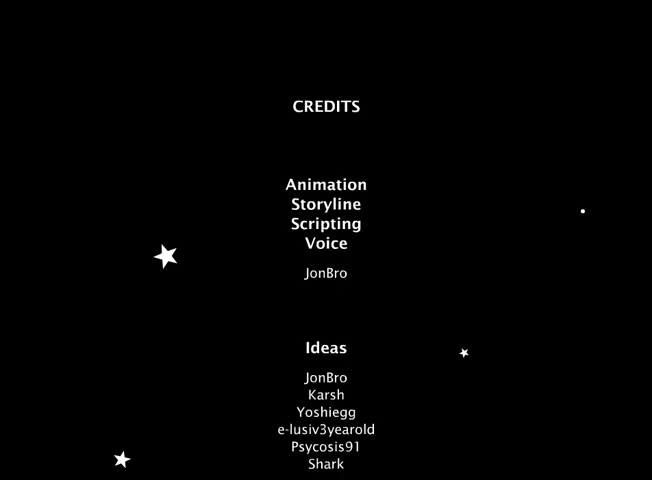 CREDITS
Animation
Storyline
Scripting
Voice
JonBro
Ideas
JonBro
Karsh
Yoshiegg
e-lusiv3yearold
Psycosis91
Shark